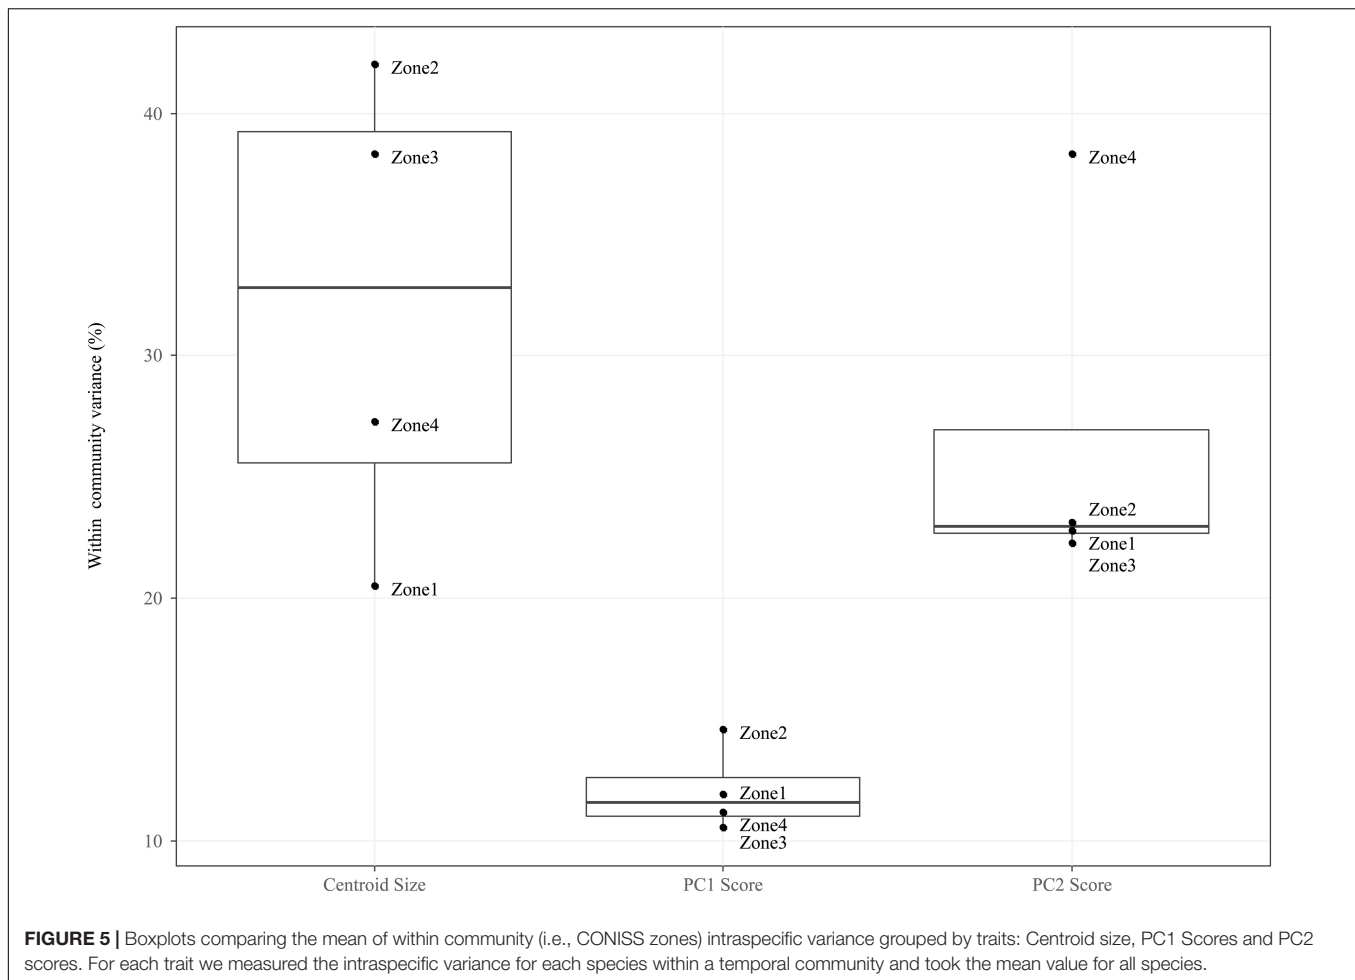 Zone2
40
Zone3
Zone4
30
Zone4
Zone2
Zone1
Zone3
20
Zone1
Zone2
Zone1
Zone4
Zone3
10
Within community variance (%)
Centroid Size
PC1 Score
PC2 Score
FIGURE 5 | Boxplots comparing the mean of within community (i.e., CONISS zones) intraspecific variance grouped by traits: Centroid size, PC1 Scores and PC2
scores. For each trait we measured the intraspecific variance for each species within a temporal community and took the mean value for all species.